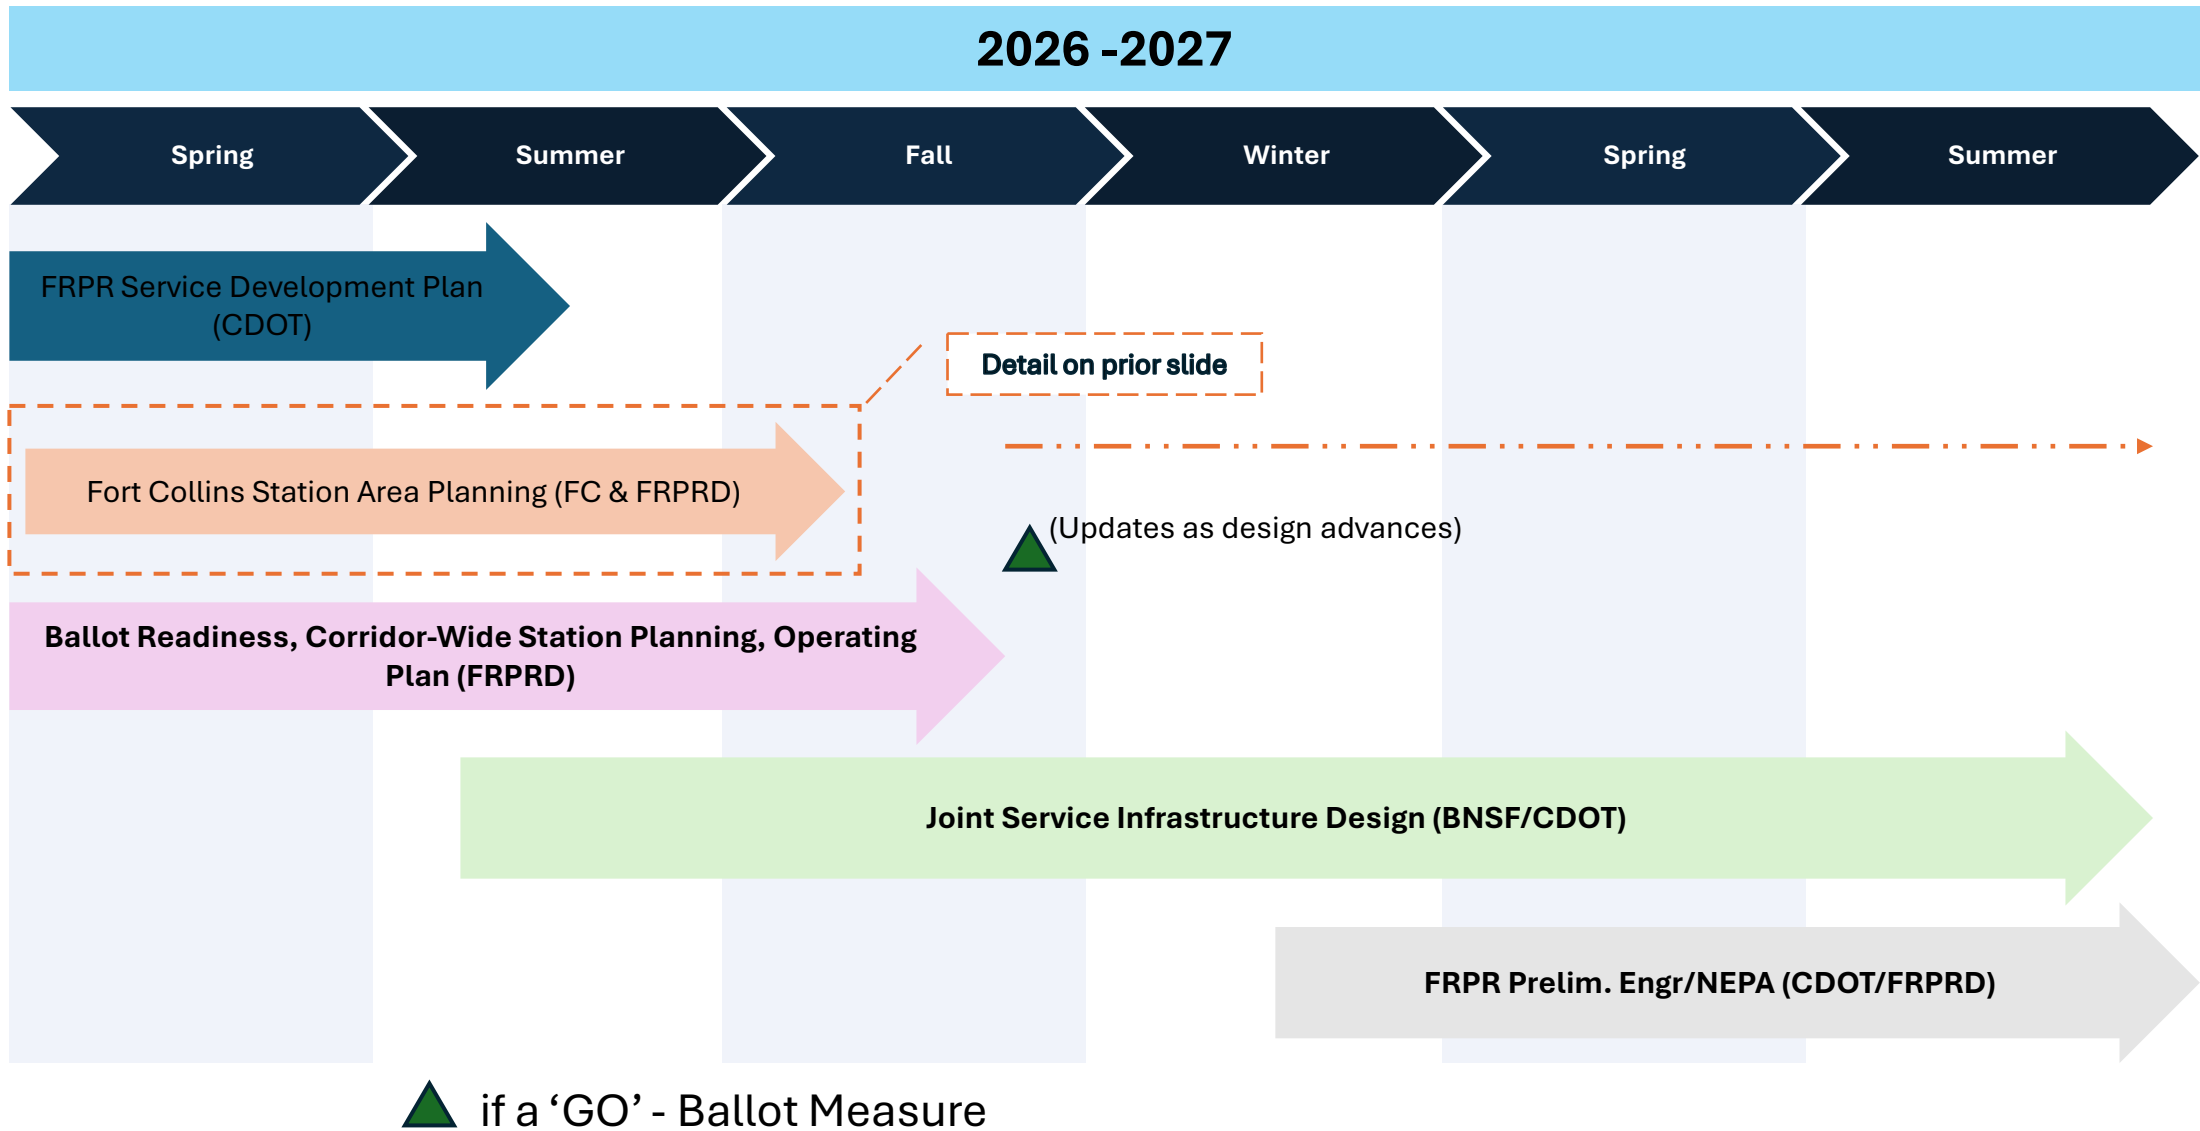 2026 -2027
Spring
Summer
Fall
Winter
Spring
Summer
FRPR Service Development Plan
(CDOT)
Detail on prior slide
Fort Collins Station Area Planning (FC & FRPRD)
(Updates as design advances)
Ballot Readiness, Corridor-Wide Station Planning, Operating
Plan (FRPRD)
Joint Service Infrastructure Design (BNSF/CDOT)
FRPR Prelim. Engr/NEPA (CDOT/FRPRD)
if a ‘GO’ - Ballot Measure